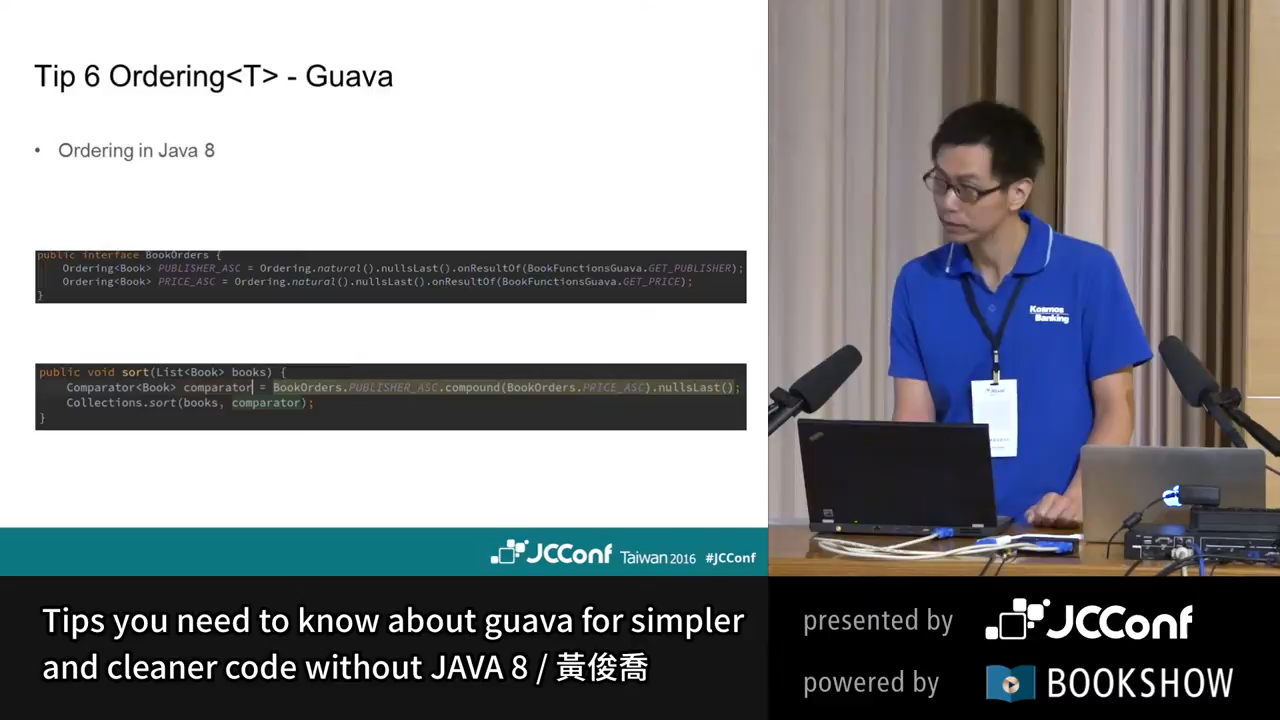 Tip 6 Ordering<T> - Guava
• Ordering in Java 8
public interface BookOrders {
Ordering<Book> PUBLISHER_ASC = Ordering.natural().nullsLast().onResultOf(BookFunctionsGuava.GET_PUBLISHER);
Ordering<Book> PRICE_ASC = Ordering.natural().nullsLast().onResultOf(BookFunctionsGuava.GET_PRICE);
}
public void sort(List<Book> books) {
Comparator<Book> comparator = BookOrders.PUBLISHER_ASC.compound(BookOrders.PRICE_ASC).nullsLast();
Collections.sort(books, comparator);
}
JCConf Taiwan 2016 #JCConf
Kosmos
Banking
Tips you need to know about guava for simpler
and cleaner code without JAVA 8 / 黃俊喬
presented by JCConf
powered by BOOKSHOW